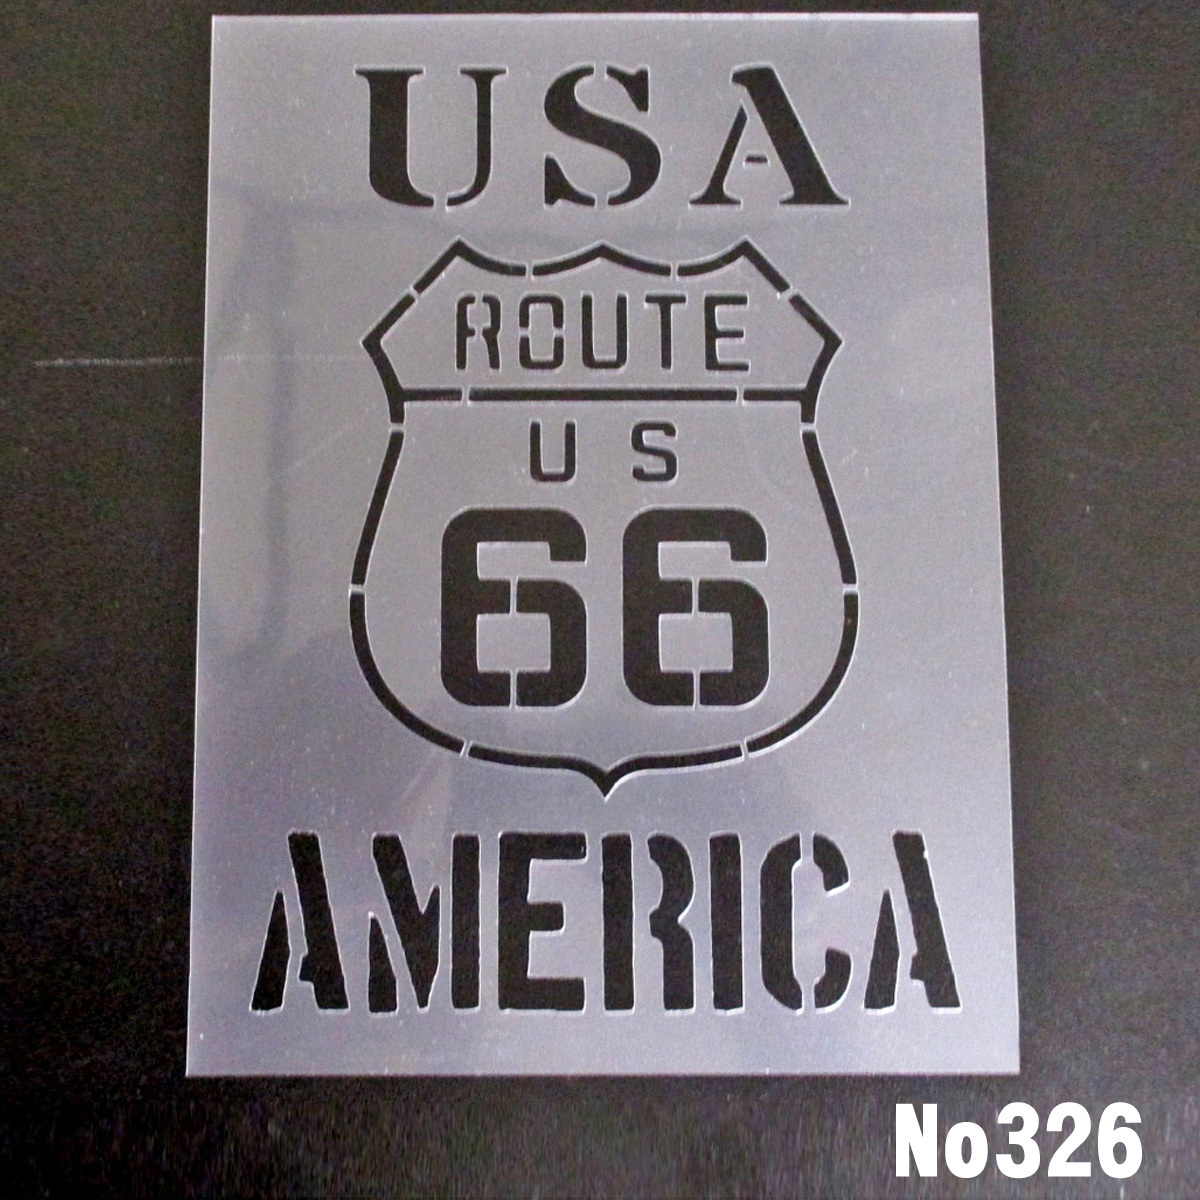 USA
ROUTE
US
66
AMERICA
No326